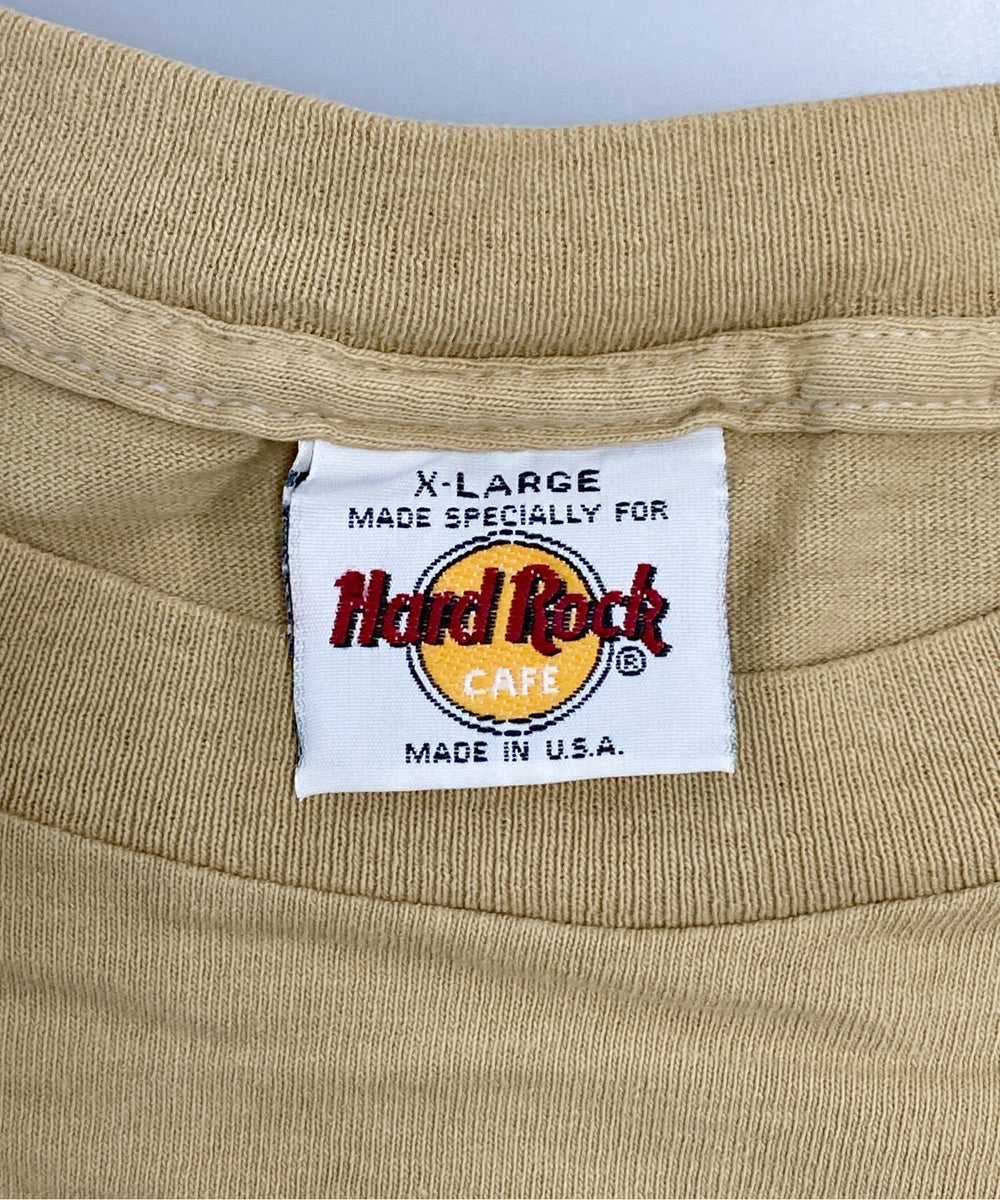 X-LARGE
MADE SPECIALLY FOR
Hard Rock
CAFE
®
MADE IN U.S.A.